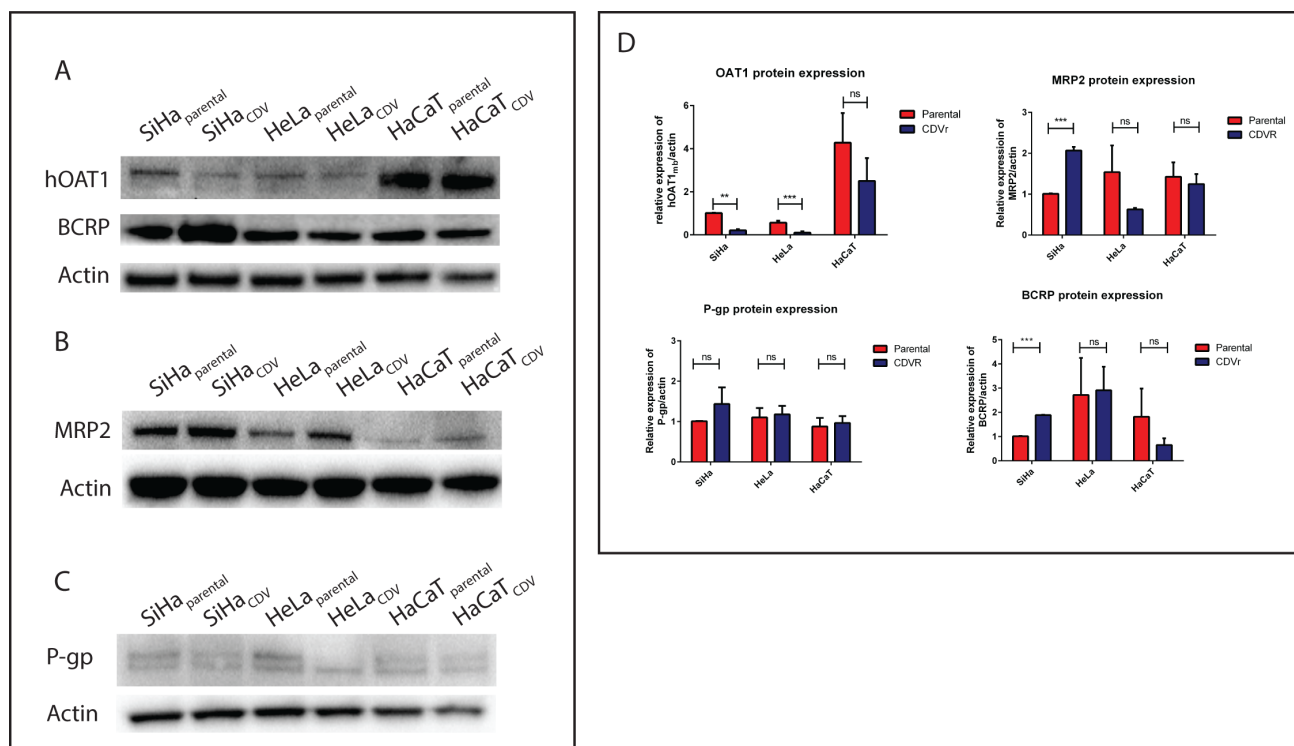 A
SiHa parental SiHa CDV HeLa parental HeLa CDV HaCaT parental HaCaT CDV
hOAT1
BCRP
Actin
B
SiHa parental SiHa CDV HeLa parental HeLa CDV HaCaT parental HaCaT CDV
MRP2
Actin
C
SiHa parental SiHa CDV HeLa parental HeLa CDV HaCaT parental HaCaT CDV
P-gp
Actin
D
OAT1 protein expression
relative expression of
hOAT1mb/actin
6
4
2
0
** *** ns
SiHa HeLa HaCaT
Parental
CDVr
MRP2 protein expression
Relative expressioin of
MRP2/actin
3
2
1
0
*** ns ns
SiHa HeLa HaCaT
Parental
CDVR
P-gp protein expression
Relative expression of
P-gp/actin
3
2
1
0
ns ns ns
SiHa HeLa HaCaT
Parental
CDVR
BCRP protein expression
Relative expressioin of
BCRP/actin
5
4
3
2
1
0
*** ns ns
SiHa HeLa HaCaT
Parental
CDVr